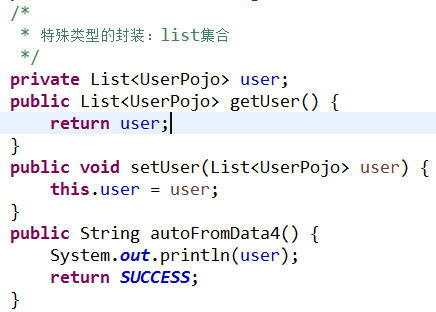 /*
 * 特殊类型的封装：list集合
 */
private List<UserPojo> user;
public List<UserPojo> getUser() {
    return user;
}
public void setUser(List<UserPojo> user) {
    this.user = user;
}
public String autoFromData4() {
    System.out.println(user);
    return SUCCESS;
}